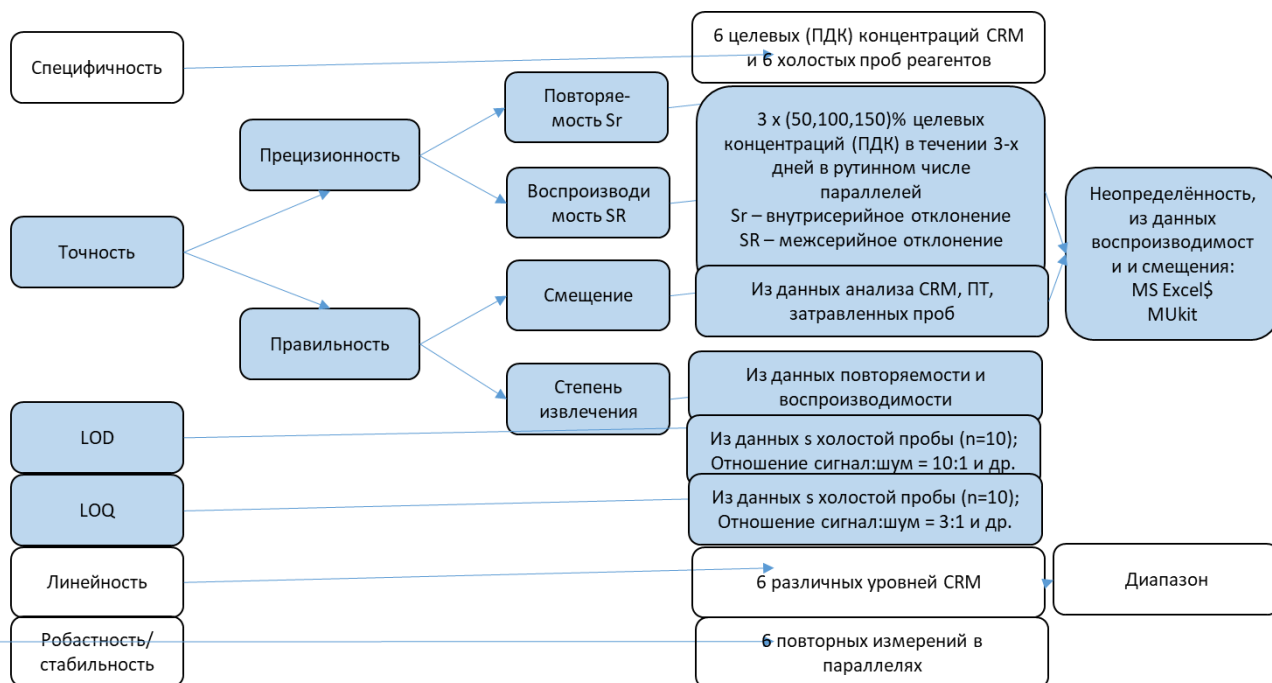 Специфичность
6 целевых (ПДК) концентраций CRM
и 6 холостых проб реагентов
Точность
Прецизионность
Повторяе-
мость Sr
Воспроизводи
мость SR
3 х (50,100,150)% целевых
концентраций (ПДК) в течении 3-х
дней в рутинном числе
параллелей
Sr – внутрисерийное отклонение
SR – межсерийное отклонение
Неопределённость,
из данных
воспроизводимост
и и смещения:
MS Excel$
MUkit
Правильность
Смещение
Из данных анализа CRM, ПТ,
затравленных проб
Степень
извлечения
Из данных повторяемости и
воспроизводимости
LOD
Из данных s холостой пробы (n=10);
Отношение сигнал:шум = 10:1 и др.
LOQ
Из данных s холостой пробы (n=10);
Отношение сигнал:шум = 3:1 и др.
Линейность
6 различных уровней CRM
Диапазон
Робастность/
стабильность
6 повторных измерений в
параллелях